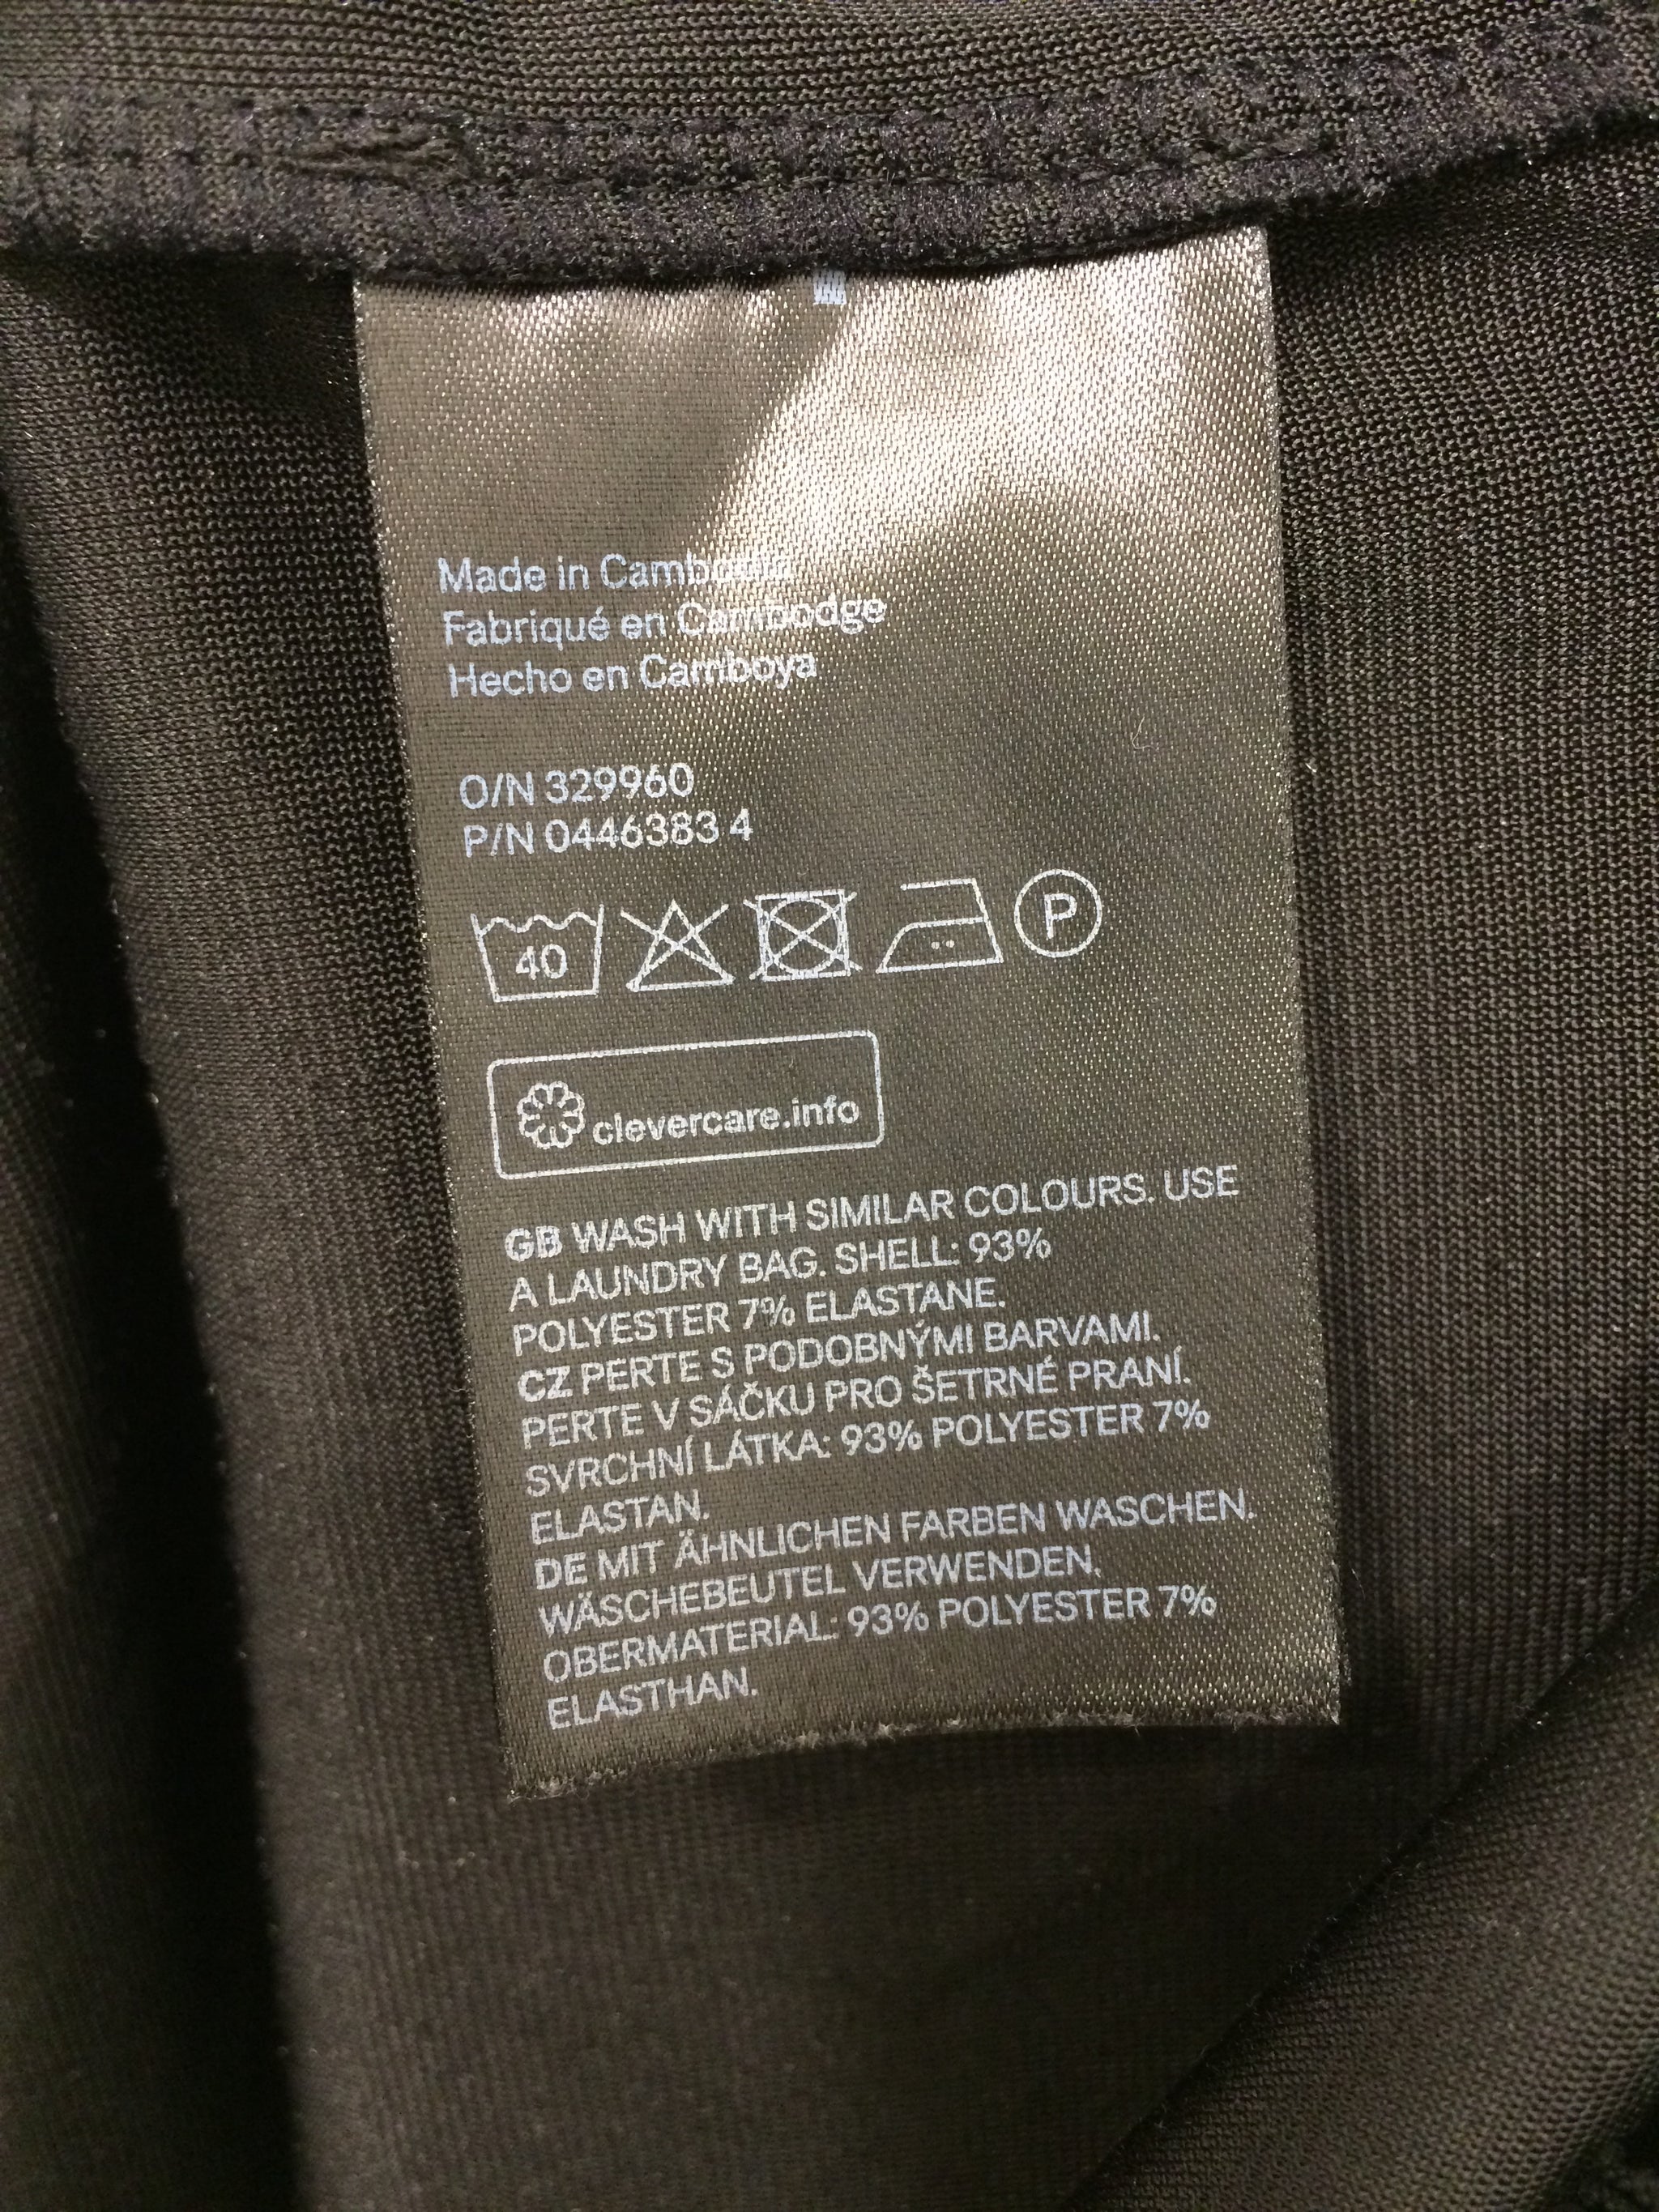 Made in Cambodia
Fabriqué en Cambodge
Hecho en Camboya
O/N 329960
P/N 0446383 4
40
P
clevercare.info
GB WASH WITH SIMILAR COLOURS. USE
A LAUNDRY BAG. SHELL: 93%
POLYESTER 7% ELASTANE.
CZ PERTE S PODOBNÝMI BARVAMI.
PERTE V SÁČKU PRO ŠETRNÉ PRANÍ.
SVRCHNÍ LÁTKA: 93% POLYESTER 7%
ELASTAN.
DE MIT ÄHNLICHEN FARBEN WASCHEN.
WÄSCHEBEUTEL VERWENDEN.
OBERMATERIAL: 93% POLYESTER 7%
ELASTHAN.